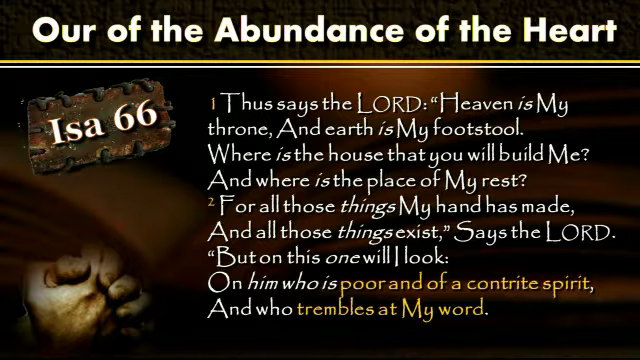 Our of the Abundance of the Heart
Isa 66
1 Thus says the LORD: “Heaven is My
throne, And earth is My footstool.
Where is the house that you will build Me?
And where is the place of My rest?
2 For all those things My hand has made,
And all those things exist,” Says the LORD.
“But on this one will I look:
On him who is poor and of a contrite spirit,
And who trembles at My word.